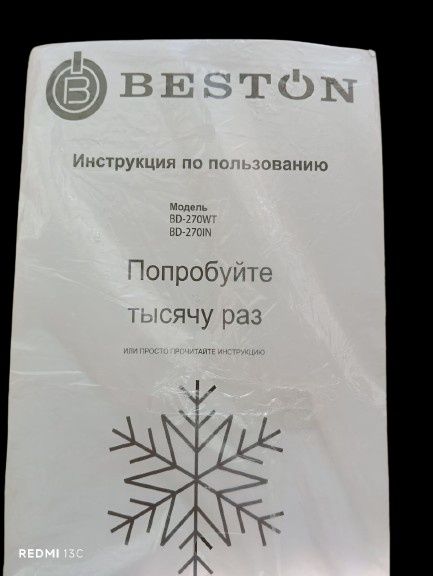 BESTON
Инструкция по пользованию
Модель
BD-270WT
BD-270IN
Попробуйте
тысячу раз
ИЛИ ПРОСТО ПРОЧИТАЙТЕ ИНСТРУКЦИЮ
REDMI 13C